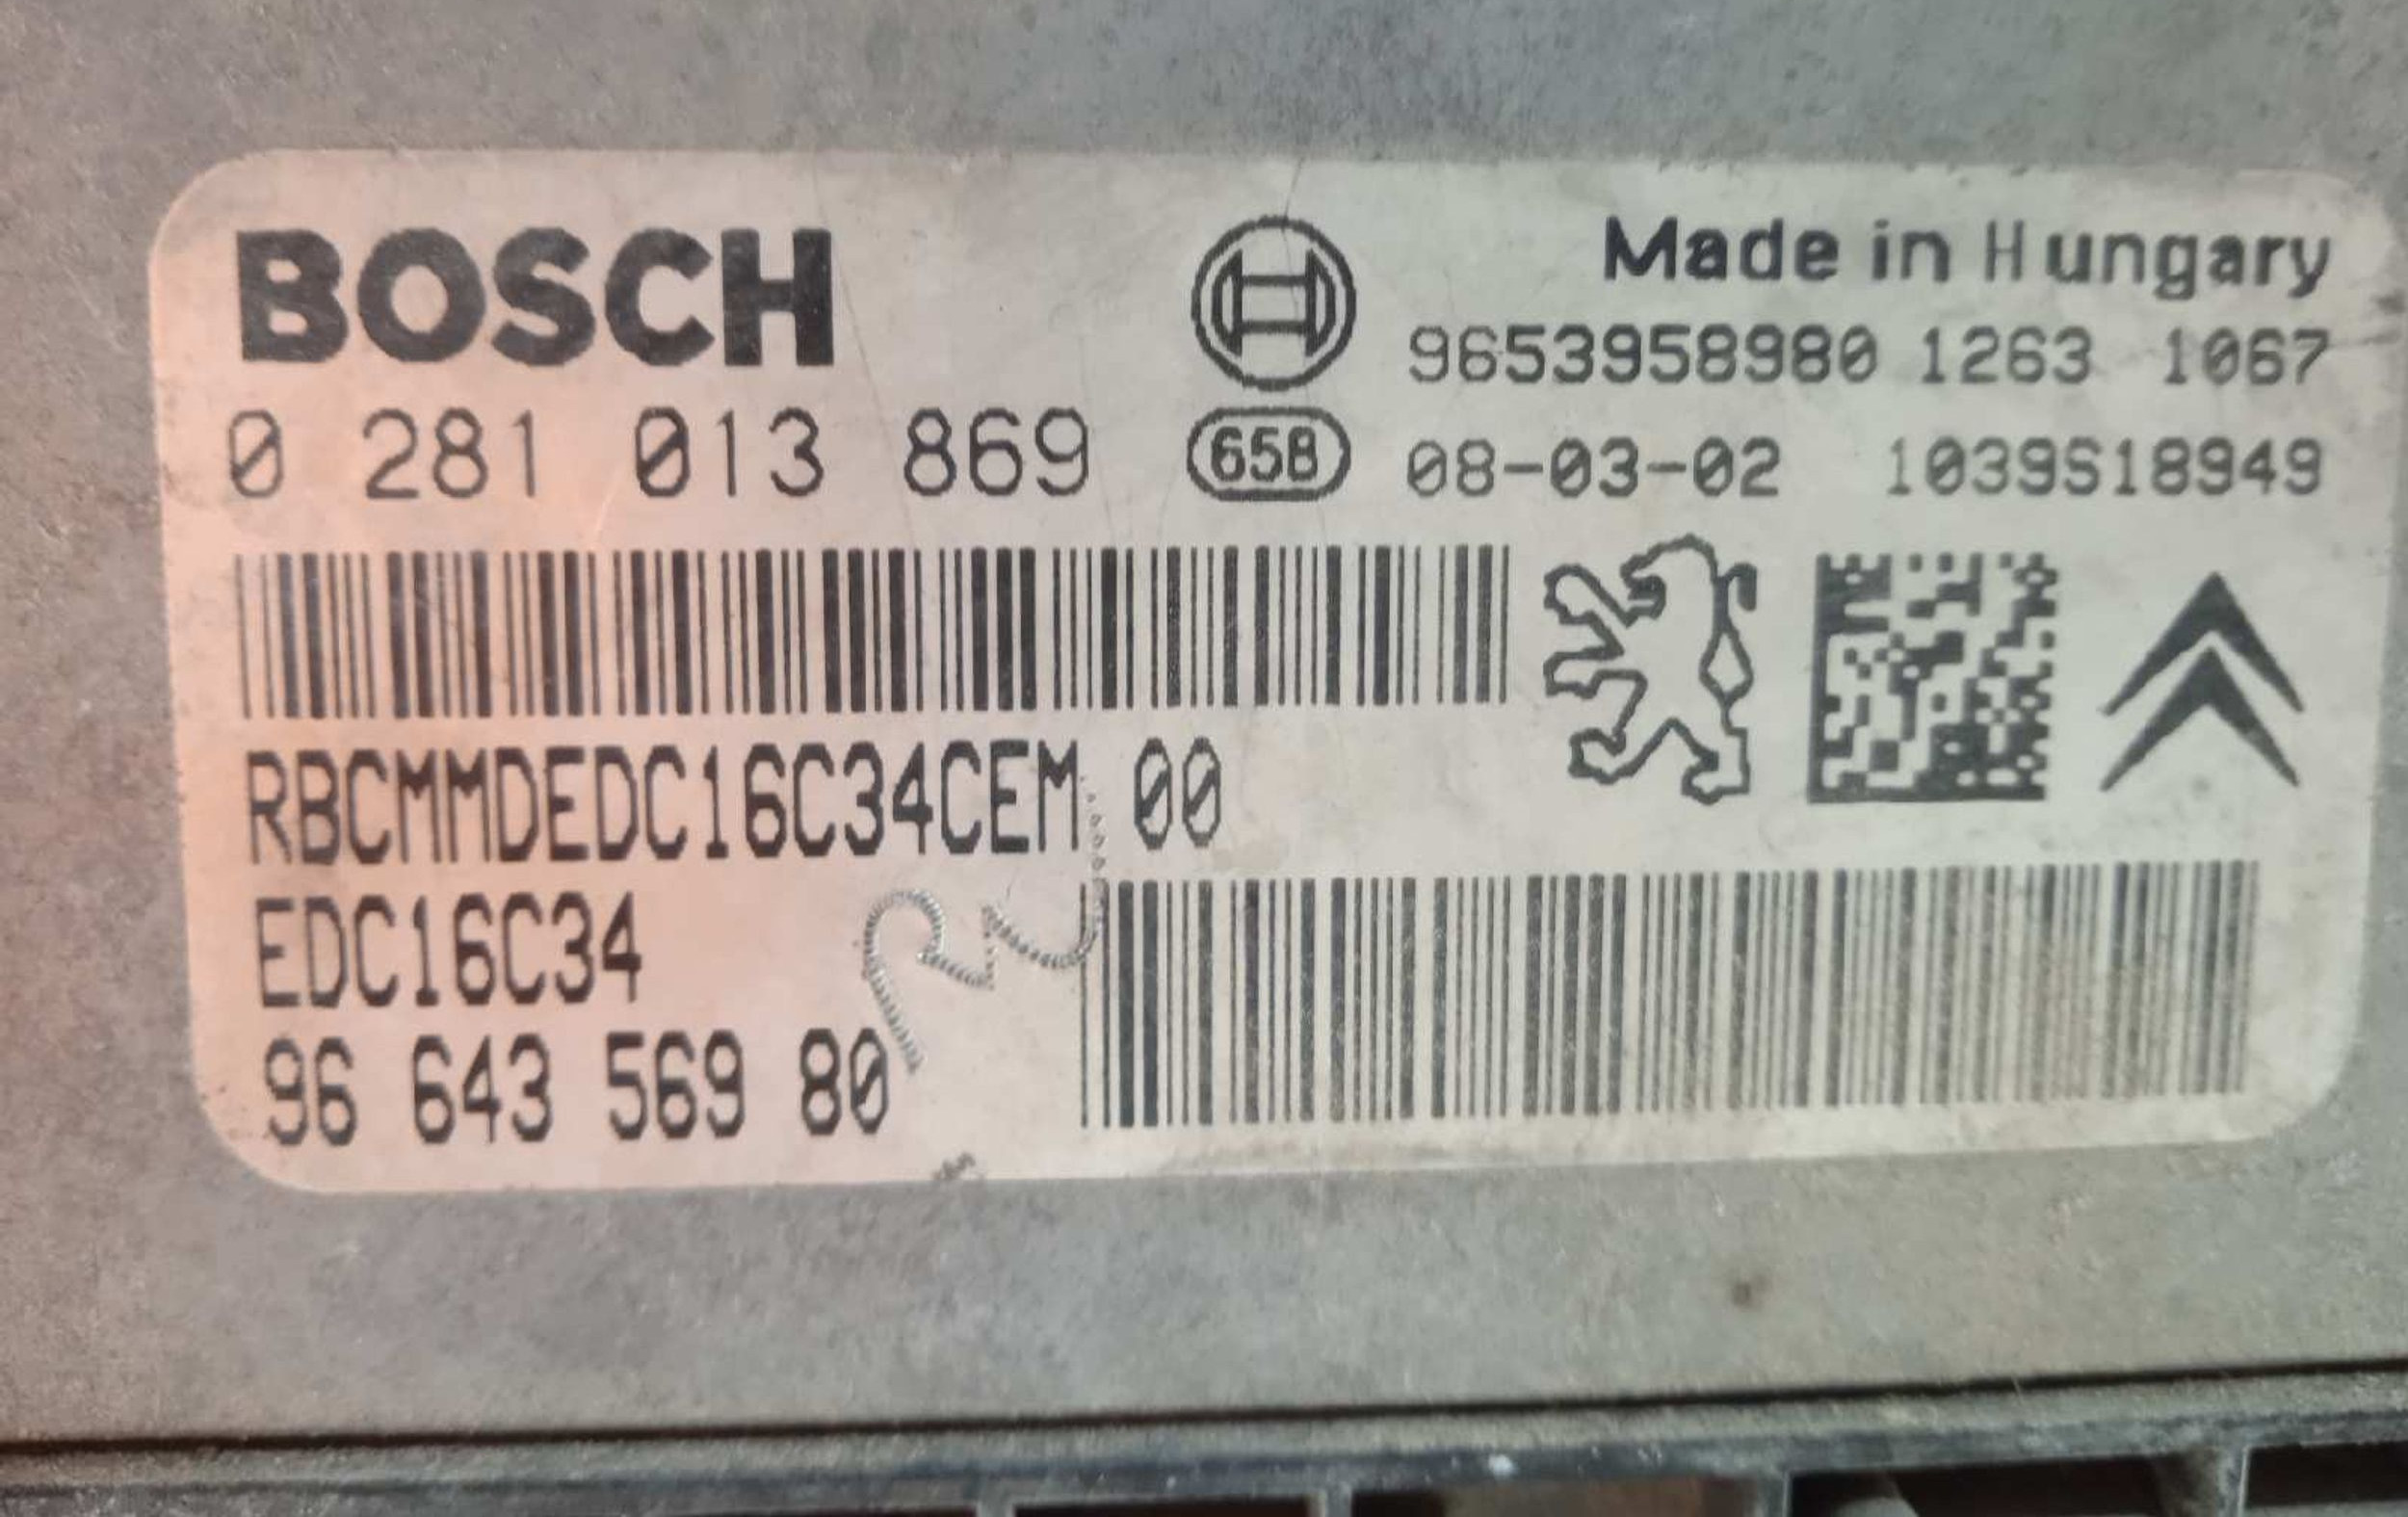 BOSCH
Made in Hungary
9653958980 1263 1067
0 281 013 869
65B
08-03-02 1039S18949
RBCMMDEDC16C34CEM 00
EDC16C34
96 643 569 80